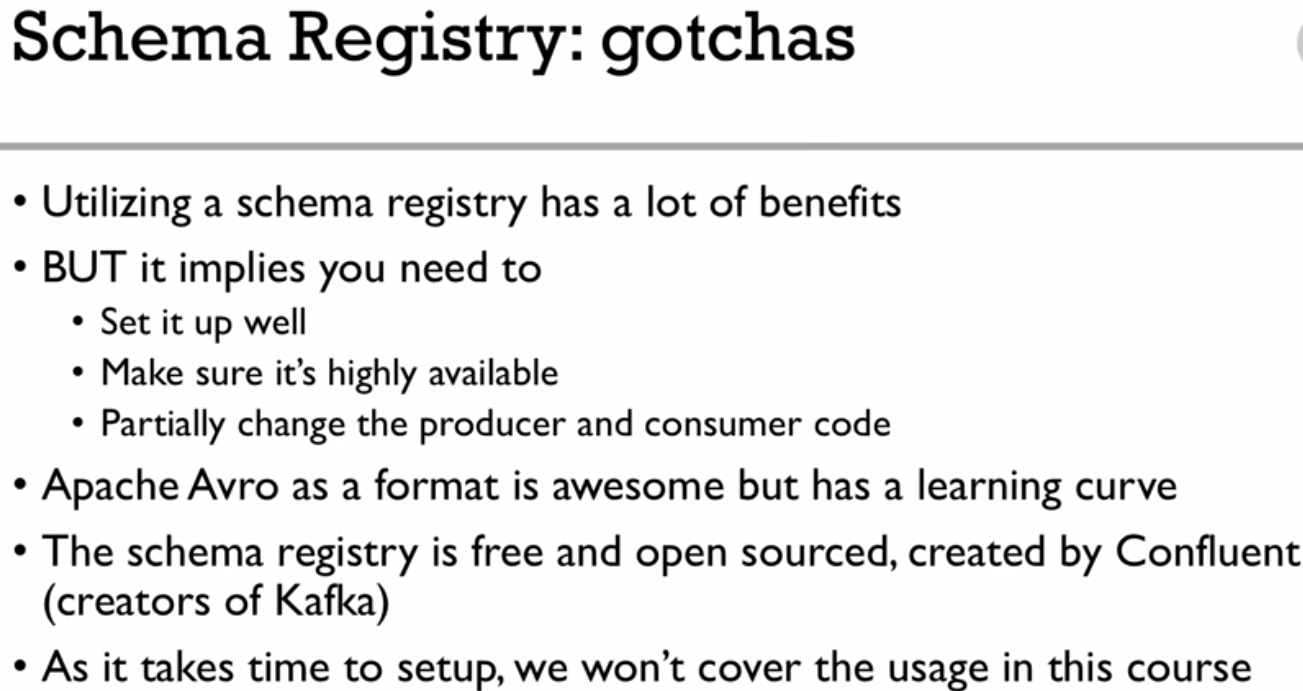 Schema Registry: gotchas
• Utilizing a schema registry has a lot of benefits
• BUT it implies you need to
• Set it up well
• Make sure it’s highly available
• Partially change the producer and consumer code
• Apache Avro as a format is awesome but has a learning curve
• The schema registry is free and open sourced, created by Confluent
(creators of Kafka)
• As it takes time to setup, we won’t cover the usage in this course